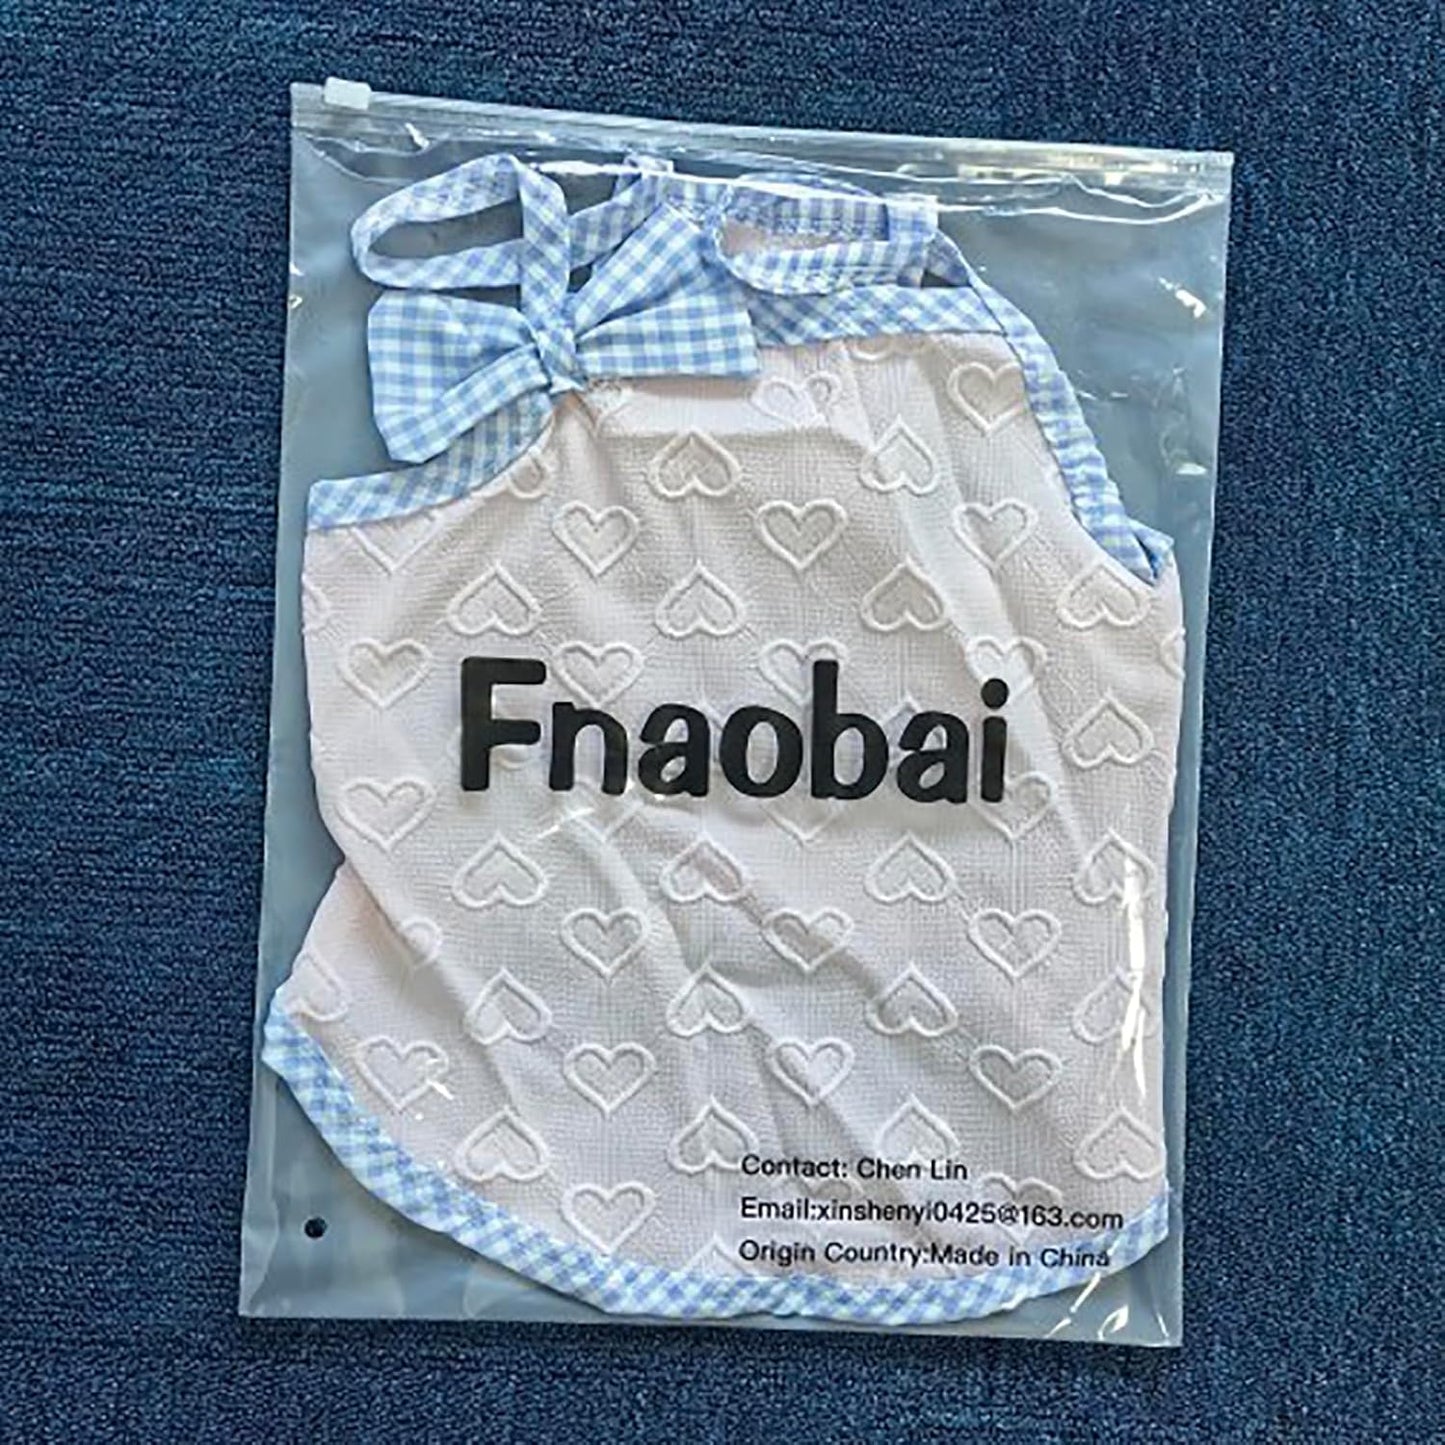 Fnaobai
Contact: Chen Lin
Email:xinshenyi0425@163.com
Origin Country:Made in China